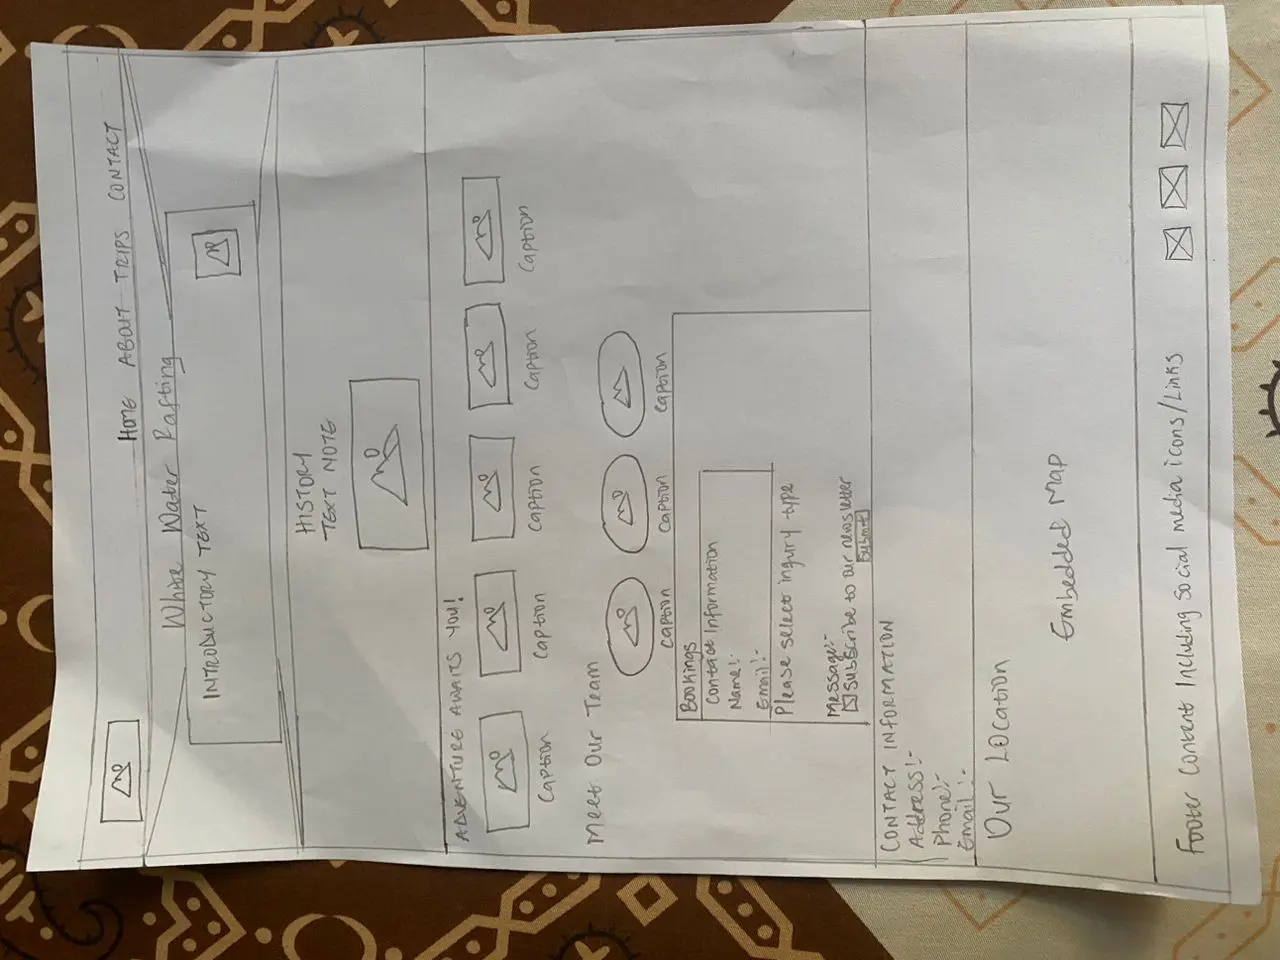 HOME ABOUT TRIPS CONTACT
White Water Rafting
INTRODUCTORY TEXT
HISTORY
TEXT NOTE
ADVENTURE AWAITS YOU!
Caption Caption Caption Caption Caption
Meet Our Team
Caption Caption Caption
Bookings
Contact Information
Name:-
Email:-
Please select inqury type
Message:-
Subscribe to our newsletter
Submit
CONTACT INFORMATION
Address:-
Phone:-
Email:-
Our LOcation
Embedded Map
Footer Content Including social media icons/Links